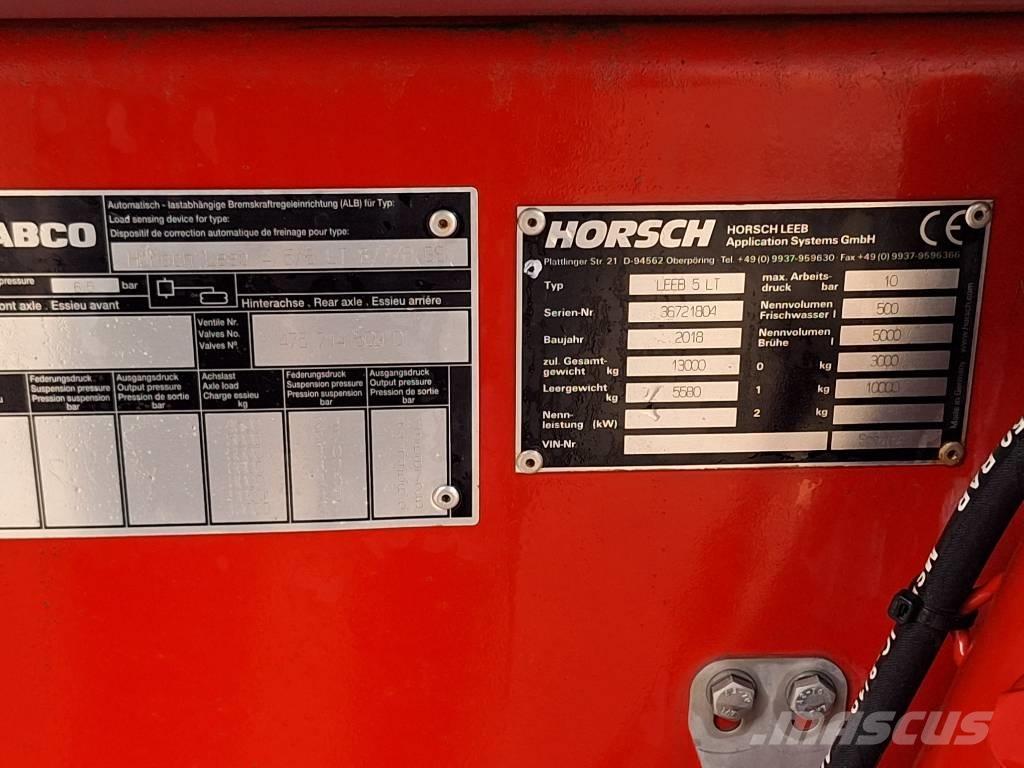 ABCO
Automatisch - lastabhängige Bremskraftregeleinrichtung (ALB) für Typ:
Load sensing device for type:
Dispositif de correction automatique de freinage pour type:
pressure 6.5 bar
ont axle . Essieu avant
Hinterachse . Rear axle . Essieu arrière
Ventile Nr.
Valves No.
Valves N°.
Federungsdruck
Suspension pressure
Pression suspension
bar
Ausgangsdruck
Output pressure
Pression de sortie
bar
Achslast
Axle load
Charge essieu
kg
Federungsdruck
Suspension pressure
Pression suspension
bar
Ausgangsdruck
Output pressure
Pression de sortie
bar
HORSCH
HORSCH LEEB
Application Systems GmbH
CE
Plattlinger Str. 21 D-94562 Oberpöring · Tel. +49 (0) 9937-959630 · Fax +49 (0) 9937-9596366
Typ LEEB 5 LT
max. Arbeits-
druck bar 10
Serien-Nr 36721804
Nennvolumen
Frischwasser l 500
Baujahr 2018
Nennvolumen
Brühe l 5000
zul. Gesamt-
gewicht kg 13000
0 kg 3000
Leergewicht
kg 5580
1 kg 10000
Nenn-
leistung (kW)
2 kg
VIN-Nr.
www.horsch.com
Made in Germany
MASCUS